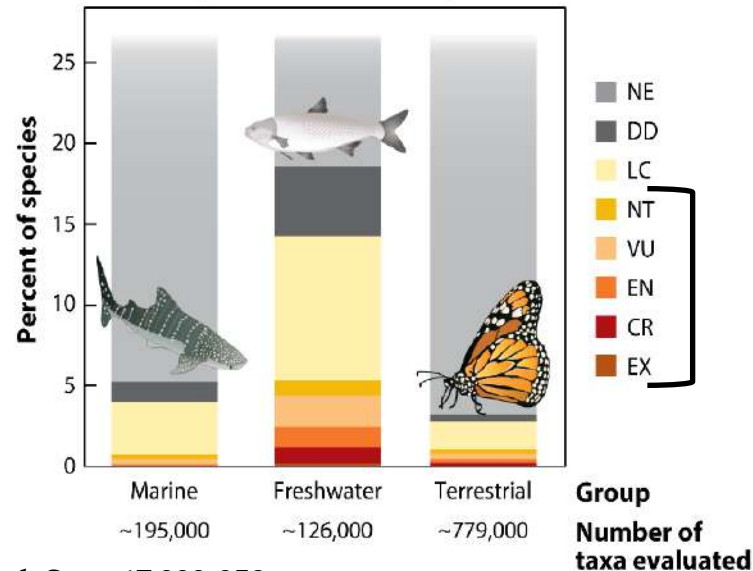 Percent of species
25
20
15
10
5
0
NE
DD
LC
NT
VU
EN
CR
EX
Marine Freshwater Terrestrial Group
~195,000 ~126,000 ~779,000 Number of
taxa evaluated